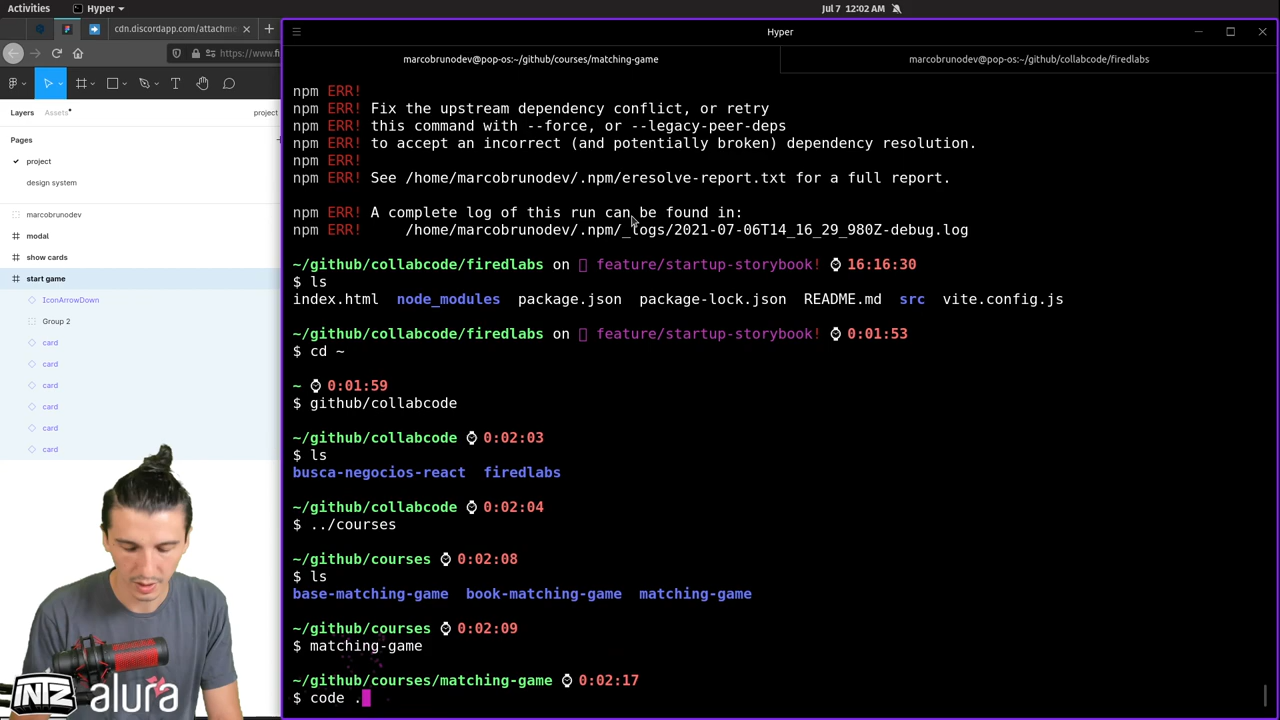 Activities
Hyper
Jul 7 12:02 AM
cdn.discordapp.com/attachme
https://www.fi
Layers
Assets
project
Pages
project
design system
marcobrunodev
modal
show cards
start game
IconArrowDown
Group 2
card
card
card
card
card
card
Hyper
marcobrunodev@pop-os:~/github/courses/matching-game
marcobrunodev@pop-os:~/github/collabcode/firedlabs
npm ERR!
npm ERR! Fix the upstream dependency conflict, or retry
npm ERR! this command with --force, or --legacy-peer-deps
npm ERR! to accept an incorrect (and potentially broken) dependency resolution.
npm ERR!
npm ERR! See /home/marcobrunodev/.npm/eresolve-report.txt for a full report.
npm ERR! A complete log of this run can be found in:
npm ERR!     /home/marcobrunodev/.npm/_logs/2021-07-06T14_16_29_980Z-debug.log
~/github/collabcode/firedlabs on feature/startup-storybook! 16:16:30
$ ls
index.html node_modules package.json package-lock.json README.md src vite.config.js
~/github/collabcode/firedlabs on feature/startup-storybook! 0:01:53
$ cd ~
~ 0:01:59
$ github/collabcode
~/github/collabcode 0:02:03
$ ls
busca-negocios-react firedlabs
~/github/collabcode 0:02:04
$ ../courses
~/github/courses 0:02:08
$ ls
base-matching-game book-matching-game matching-game
~/github/courses 0:02:09
$ matching-game
~/github/courses/matching-game 0:02:17
$ code .
NTZ alura